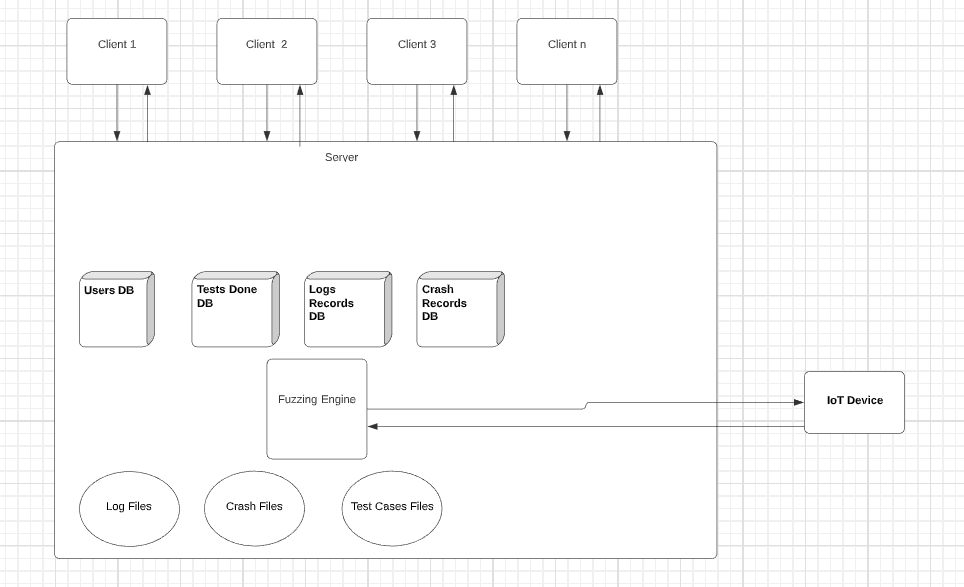 Client 1
Client 2
Client 3
Client n
Server
Users DB
Tests Done
DB
Logs
Records
DB
Crash
Records
DB
Fuzzing Engine
IoT Device
Log Files
Crash Files
Test Cases Files